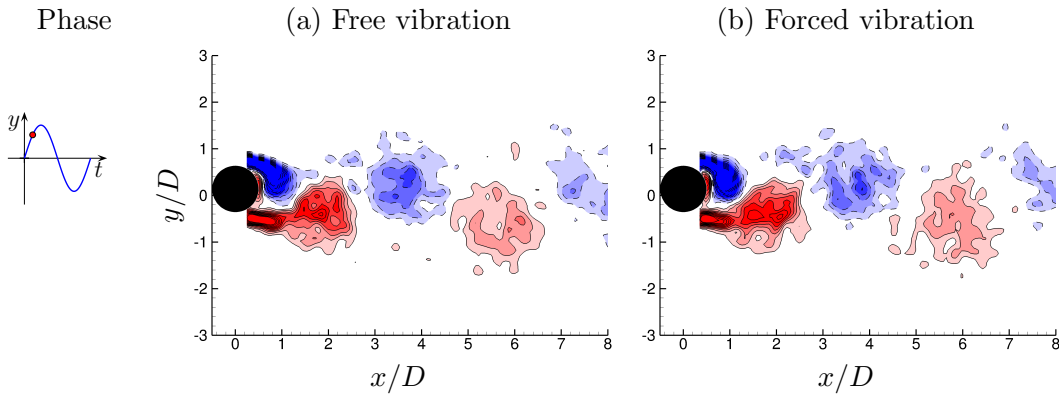 Phase
(a) Free vibration
(b) Forced vibration
y
t
y/D
3
2
1
0
-1
-2
-3
0 1 2 3 4 5 6 7 8
x/D
3
2
1
0
-1
-2
-3
0 1 2 3 4 5 6 7 8
x/D